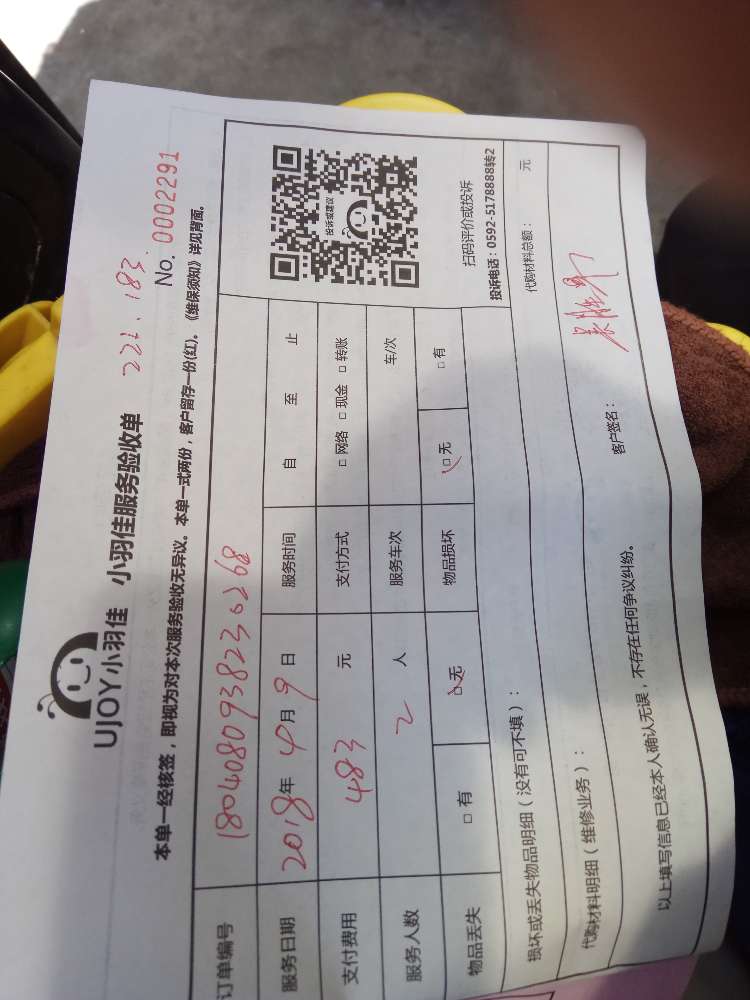 UJOY小羽佳 小羽佳服务验收单 221.183
No. 0002291
本单一经核签，即视为对本次服务验收无异议。本单一式两份，客户留存一份(红)，《维保须知》详见背面。
订单编号 1804080938236268
服务日期 2018年4月9日 服务时间 自 至 止
支付费用 483 元 支付方式 □网络 □现金 □转账
服务人数 2 人 服务车次 车/次
物品丢失 □有 □无 物品损坏 □无 □有
投诉或建议
扫码评价或投诉
投诉电话：0592-5178888转2
损坏或丢失物品明细（没有可不填）：
代购材料明细（维修业务）： 代购材料总额： 元
以上填写信息已经本人确认无误，不存在任何争议纠纷。 客户签名：